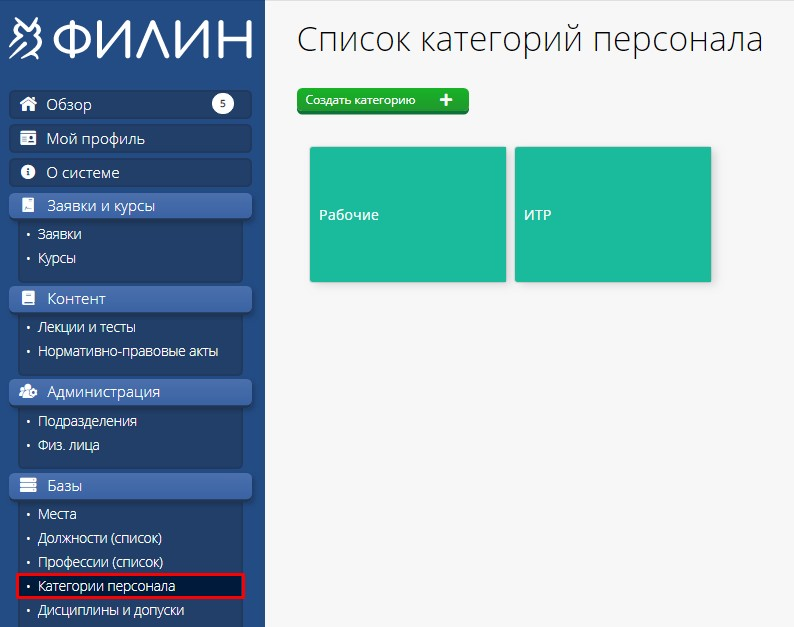 ФИЛИН
Обзор 5
Мой профиль
О системе
Заявки и курсы
Заявки
Курсы
Контент
Лекции и тесты
Нормативно-правовые акты
Администрация
Подразделения
Физ. лица
Базы
Места
Должности (список)
Профессии (список)
Категории персонала
Дисциплины и допуски
Список категорий персонала
Создать категорию +
Рабочие
ИТР